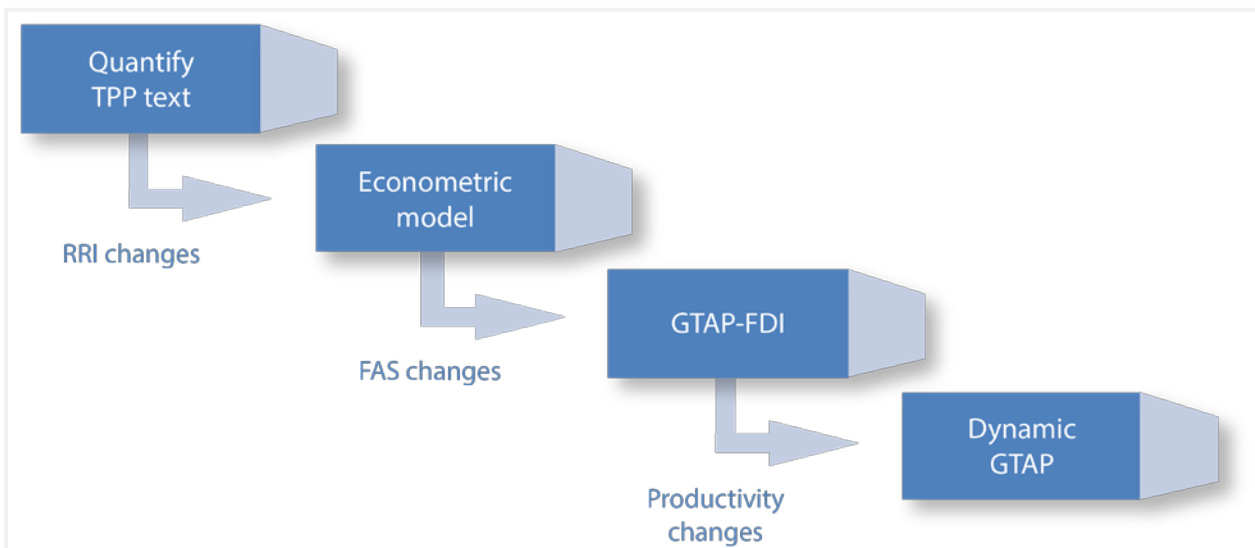 Quantify
TPP text
RRI changes
Econometric
model
FAS changes
GTAP-FDI
Productivity
changes
Dynamic
GTAP